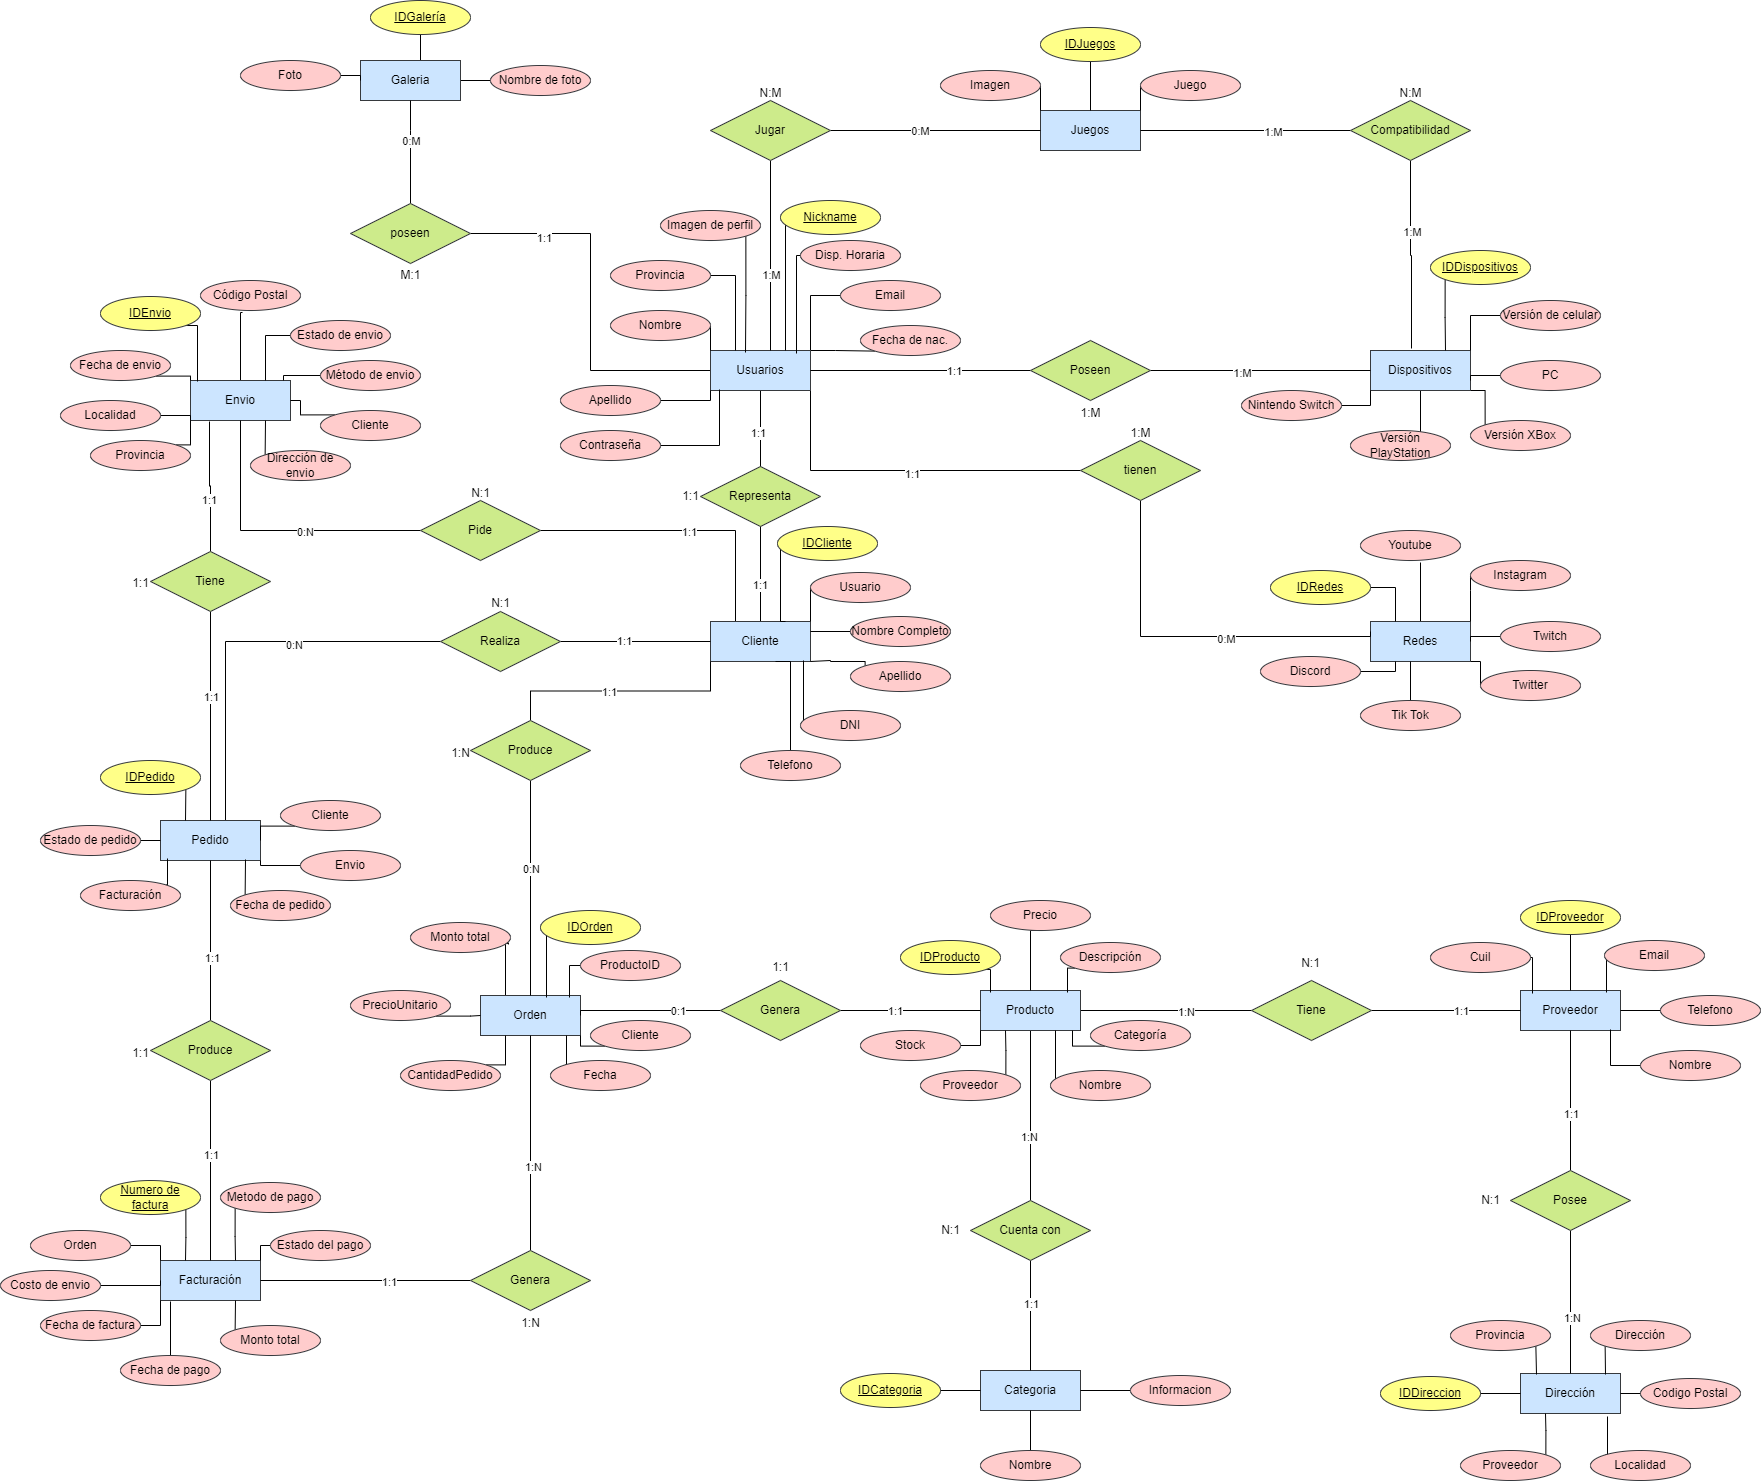 IDGalería
Foto
Galeria
Nombre de foto
0:M
poseen
M:1
1:1
IDJuegos
Imagen
Juego
Juegos
N:M
Jugar
0:M
1:M
N:M
Compatibilidad
1:M
1:M
Imagen de perfil
Nickname
Disp. Horaria
Provincia
Email
Nombre
Fecha de nac.
Usuarios
Apellido
Contraseña
1:1
Poseen
1:M
1:M
IDDispositivos
Versión de celular
Dispositivos
PC
Nintendo Switch
Versión
PlayStation
Versión XBox
1:M
tienen
1:1
0:M
Código Postal
IDEnvio
Estado de envio
Fecha de envio
Método de envio
Envio
Localidad
Cliente
Provincia
Dirección de
envio
1:1
Tiene
1:1
1:1
N:1
Pide
0:N
1:1
1:1
1:1
Representa
1:1
IDCliente
Usuario
Cliente
Nombre Completo
Apellido
DNI
Telefono
N:1
Realiza
0:N
1:1
1:1
1:N
Produce
0:N
Youtube
IDRedes
Instagram
Redes
Twitch
Discord
Twitter
Tik Tok
IDPedido
Cliente
Estado de pedido
Pedido
Envio
Facturación
Fecha de pedido
1:1
1:1
Produce
1:1
Monto total
IDOrden
ProductoID
PrecioUnitario
Orden
Cliente
CantidadPedido
Fecha
0:1
1:1
Genera
1:1
Precio
IDProducto
Descripción
Producto
Stock
Categoría
Proveedor
Nombre
1:N
N:1
Tiene
1:1
IDProveedor
Cuil
Email
Proveedor
Telefono
Nombre
1:1
N:1
Posee
1:N
1:N
N:1
Cuenta con
1:1
1:N
Genera
1:N
1:1
Numero de
factura
Metodo de pago
Orden
Estado del pago
Facturación
Costo de envio
Fecha de factura
Monto total
Fecha de pago
IDCategoria
Categoria
Informacion
Nombre
Provincia
Dirección
IDDireccion
Dirección
Codigo Postal
Proveedor
Localidad